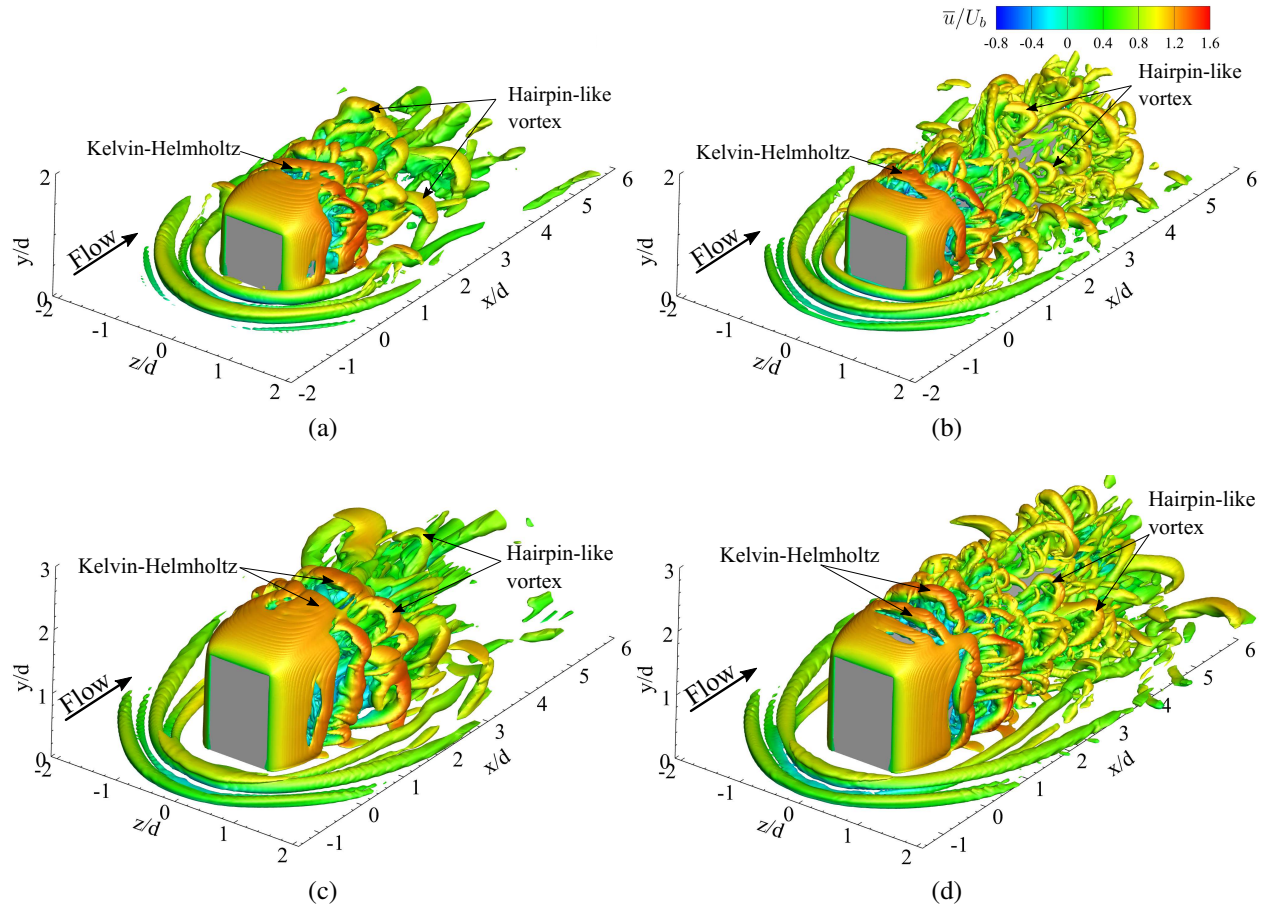 u̅/U_b
-0.8 -0.4 0 0.4 0.8 1.2 1.6
Hairpin-like
vortex
Kelvin-Helmholtz
2
1
0
y/d
Flow
-2
-1
0
1
2
z/d
-2
-1
0
1
2
3
4
5
6
x/d
(a)
Hairpin-like
vortex
Kelvin-Helmholtz
2
1
0
y/d
Flow
-2
-1
0
1
2
z/d
-2
-1
0
1
2
3
4
5
6
x/d
(b)
Kelvin-Helmholtz
Hairpin-like
vortex
3
2
1
0
y/d
Flow
-2
-1
0
1
2
z/d
-1
0
1
2
3
4
5
6
x/d
(c)
Hairpin-like
vortex
Kelvin-Helmholtz
3
2
1
0
y/d
Flow
-2
-1
0
1
2
z/d
-1
0
1
2
3
4
5
6
x/d
(d)